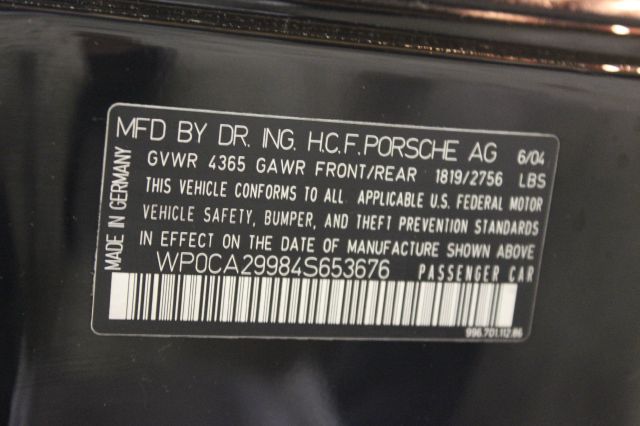 MFD BY DR. ING. H.C.F. PORSCHE AG 6/04
GVWR 4365 GAWR FRONT/REAR 1819/2756 LBS
THIS VEHICLE CONFORMS TO ALL APPLICABLE U.S. FEDERAL MOTOR
VEHICLE SAFETY, BUMPER, AND THEFT PREVENTION STANDARDS
IN EFFECT ON THE DATE OF MANUFACTURE SHOWN ABOVE
WP0CA29984S653676 PASSENGER CAR
996.701.112.86
MADE IN GERMANY